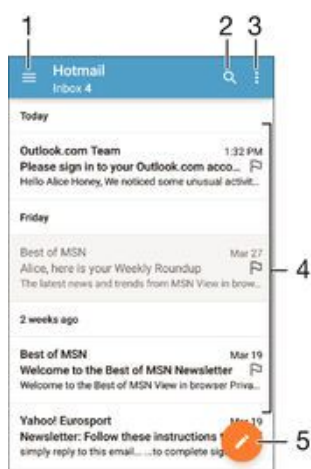 1 2 3
Hotmail
Inbox 4
Today
Outlook.com Team 1:32 PM
Please sign in to your Outlook.com acco...
Hello Alice Honey, We noticed some unusual activit...
Friday
Best of MSN Mar 27
Alice, here is your Weekly Roundup
The latest news and trends from MSN View in brow...
4
2 weeks ago
Best of MSN Mar 19
Welcome to the Best of MSN Newsletter
Welcome to the Best of MSN View in browser Priva...
Yahoo! Eurosport Mar 19
Newsletter: Follow these instructions
5
simply reply to this email... ...to complete sig